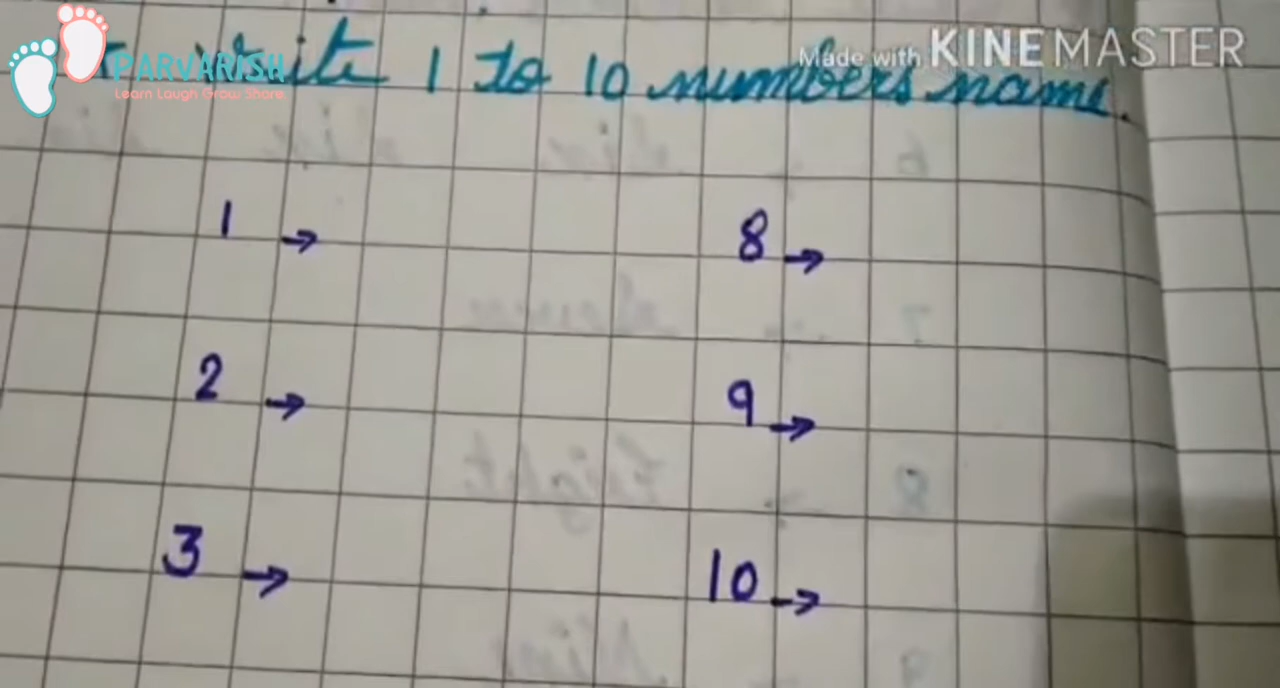 PARVARISH
Learn Laugh Grow Share.
Made with KINEMASTER
Write 1 to 10 numbers name.
1 → 8 →
2 → 9 →
3 → 10 →